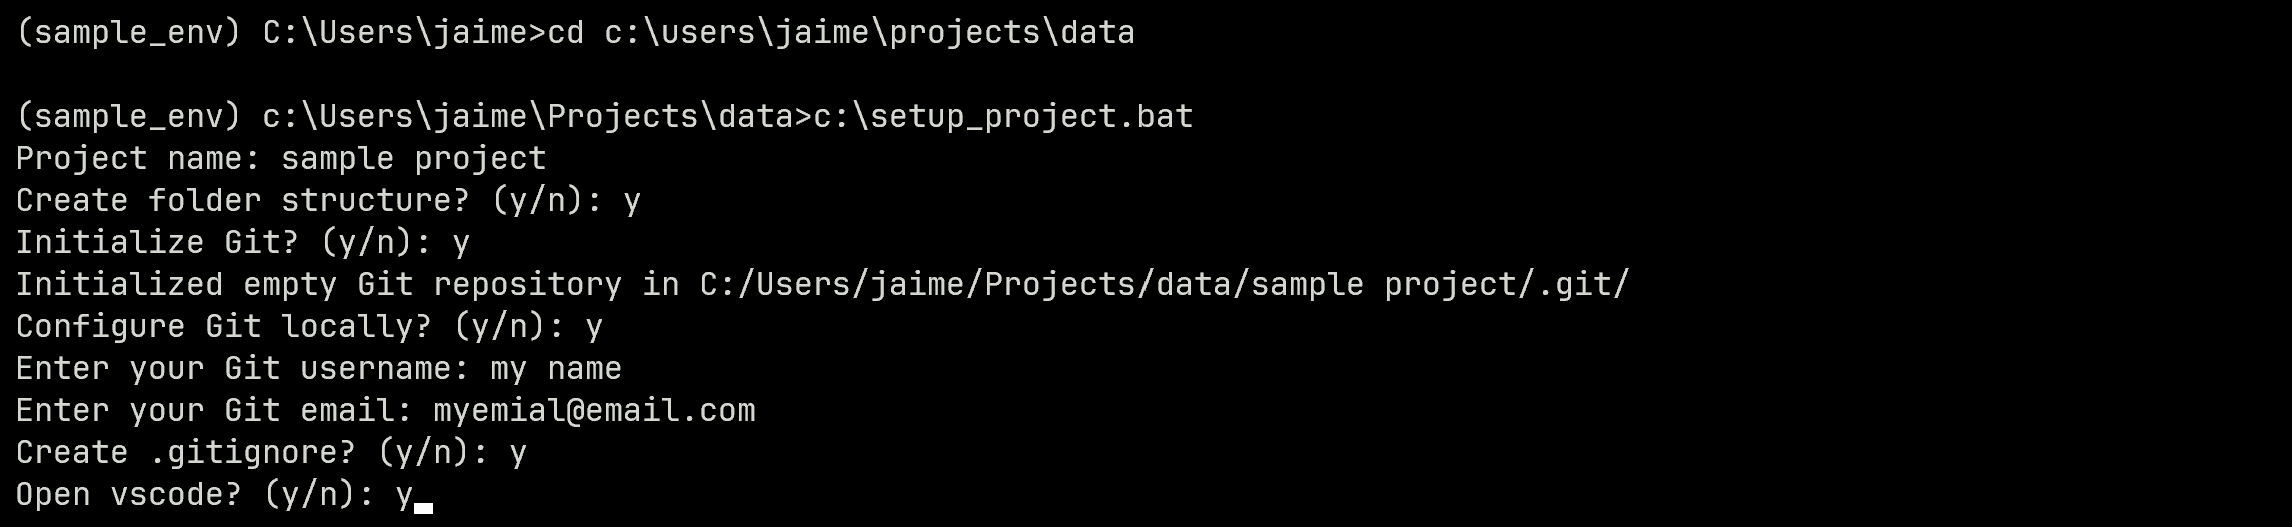 (sample_env) C:\Users\jaime>cd c:\users\jaime\projects\data
(sample_env) c:\Users\jaime\Projects\data>c:\setup_project.bat
Project name: sample project
Create folder structure? (y/n): y
Initialize Git? (y/n): y
Initialized empty Git repository in C:/Users/jaime/Projects/data/sample project/.git/
Configure Git locally? (y/n): y
Enter your Git username: my name
Enter your Git email: myemial@email.com
Create .gitignore? (y/n): y
Open vscode? (y/n): y